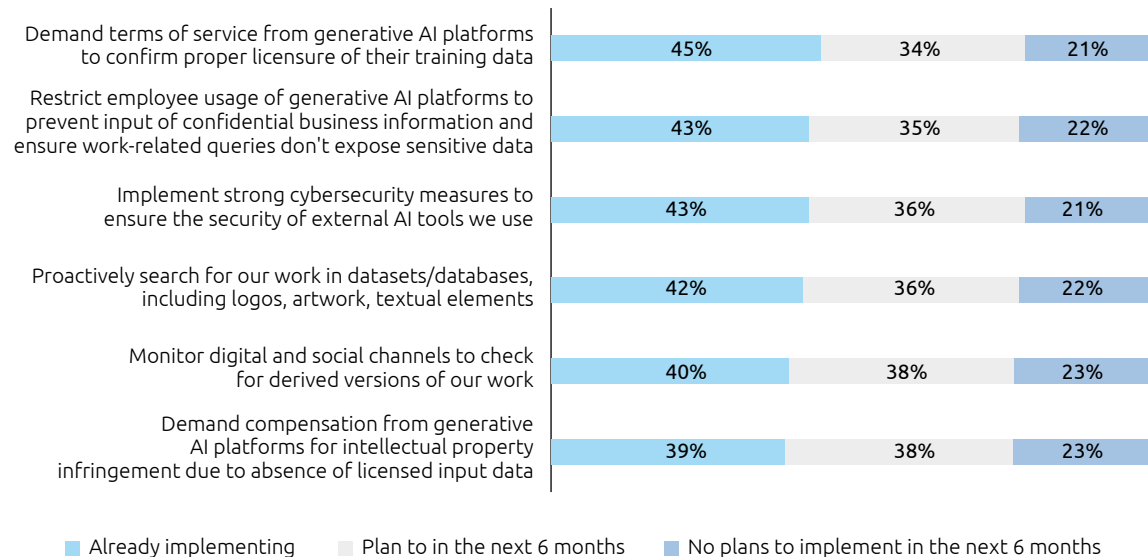 Demand terms of service from generative AI platforms
to confirm proper licensure of their training data
45% 34% 21%
Restrict employee usage of generative AI platforms to
prevent input of confidential business information and
ensure work-related queries don't expose sensitive data
43% 35% 22%
Implement strong cybersecurity measures to
ensure the security of external AI tools we use
43% 36% 21%
Proactively search for our work in datasets/databases,
including logos, artwork, textual elements
42% 36% 22%
Monitor digital and social channels to check
for derived versions of our work
40% 38% 23%
Demand compensation from generative
AI platforms for intellectual property
infringement due to absence of licensed input data
39% 38% 23%
Already implementing Plan to in the next 6 months No plans to implement in the next 6 months